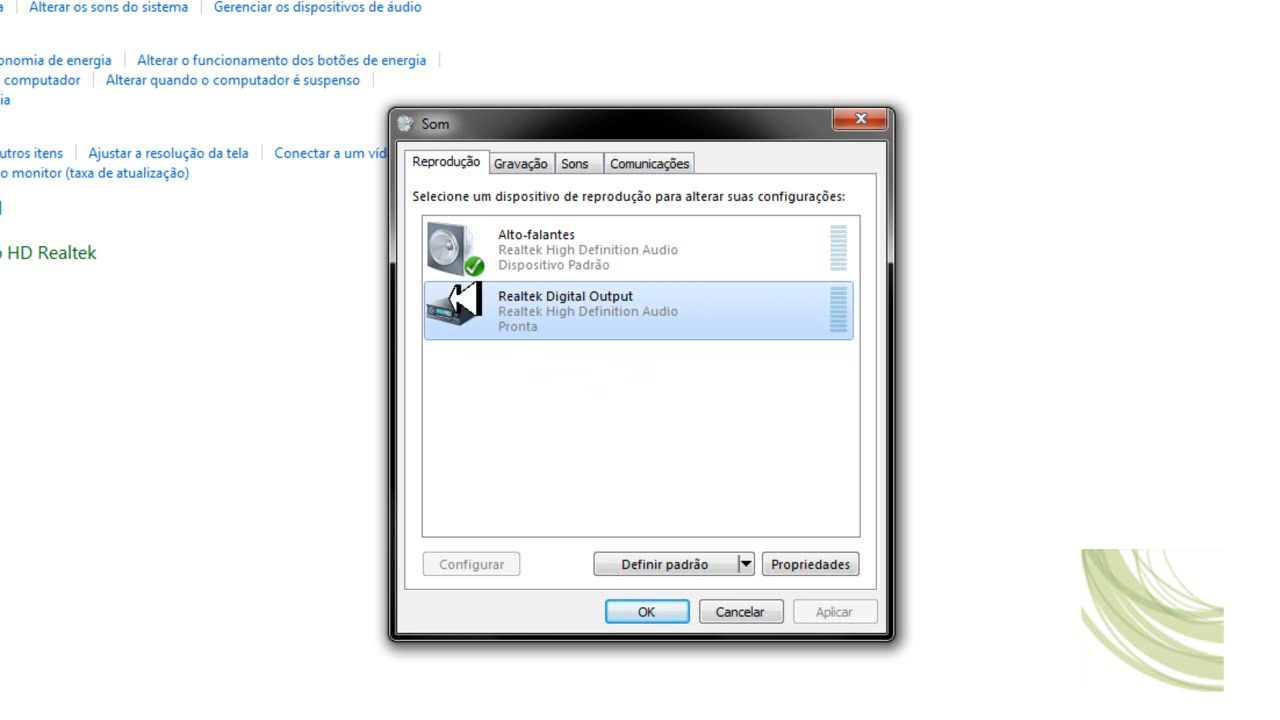 Alterar os sons do sistema Gerenciar os dispositivos de áudio
de energia Alterar o funcionamento dos botões de energia
computador Alterar quando o computador é suspenso
itens Ajustar a resolução da tela Conectar a um
o monitor (taxa de atualização)
HD Realtek
Som
Reprodução Gravação Sons Comunicações
Selecione um dispositivo de reprodução para alterar suas configurações:
Alto-falantes
Realtek High Definition Audio
Dispositivo Padrão
Realtek Digital Output
Realtek High Definition Audio
Pronta
Configurar Definir padrão Propriedades
OK Cancelar Aplicar